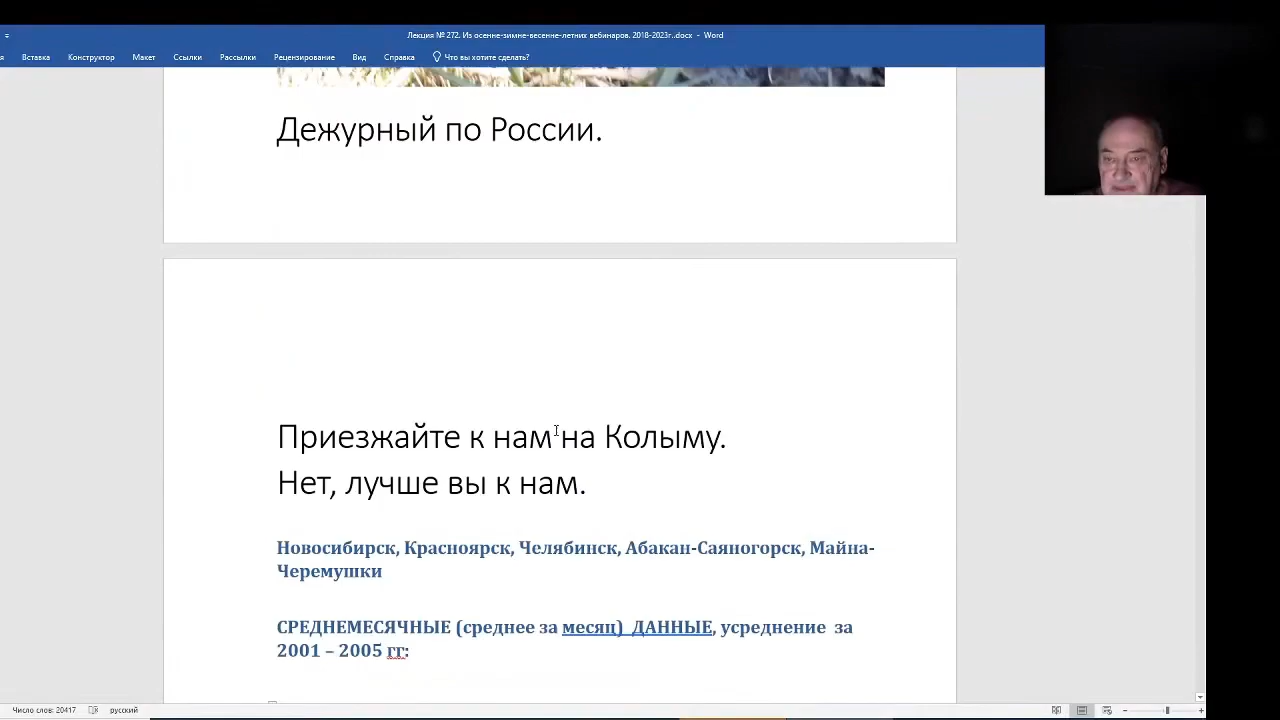 Лекция № 272. Из осенне-зимне-весенне-летних вебинаров. 2018-2023г..docx - Word
я Вставка Конструктор Макет Ссылки Рассылки Рецензирование Вид Справка Что вы хотите сделать?
Дежурный по России.
Приезжайте к нам на Колыму.
Нет, лучше вы к нам.
Новосибирск, Красноярск, Челябинск, Абакан-Саяногорск, Майна-
Черемушки
СРЕДНЕМЕСЯЧНЫЕ (среднее за месяц) ДАННЫЕ, усреднение за
2001 – 2005 гг:
Число слов: 20417 русский